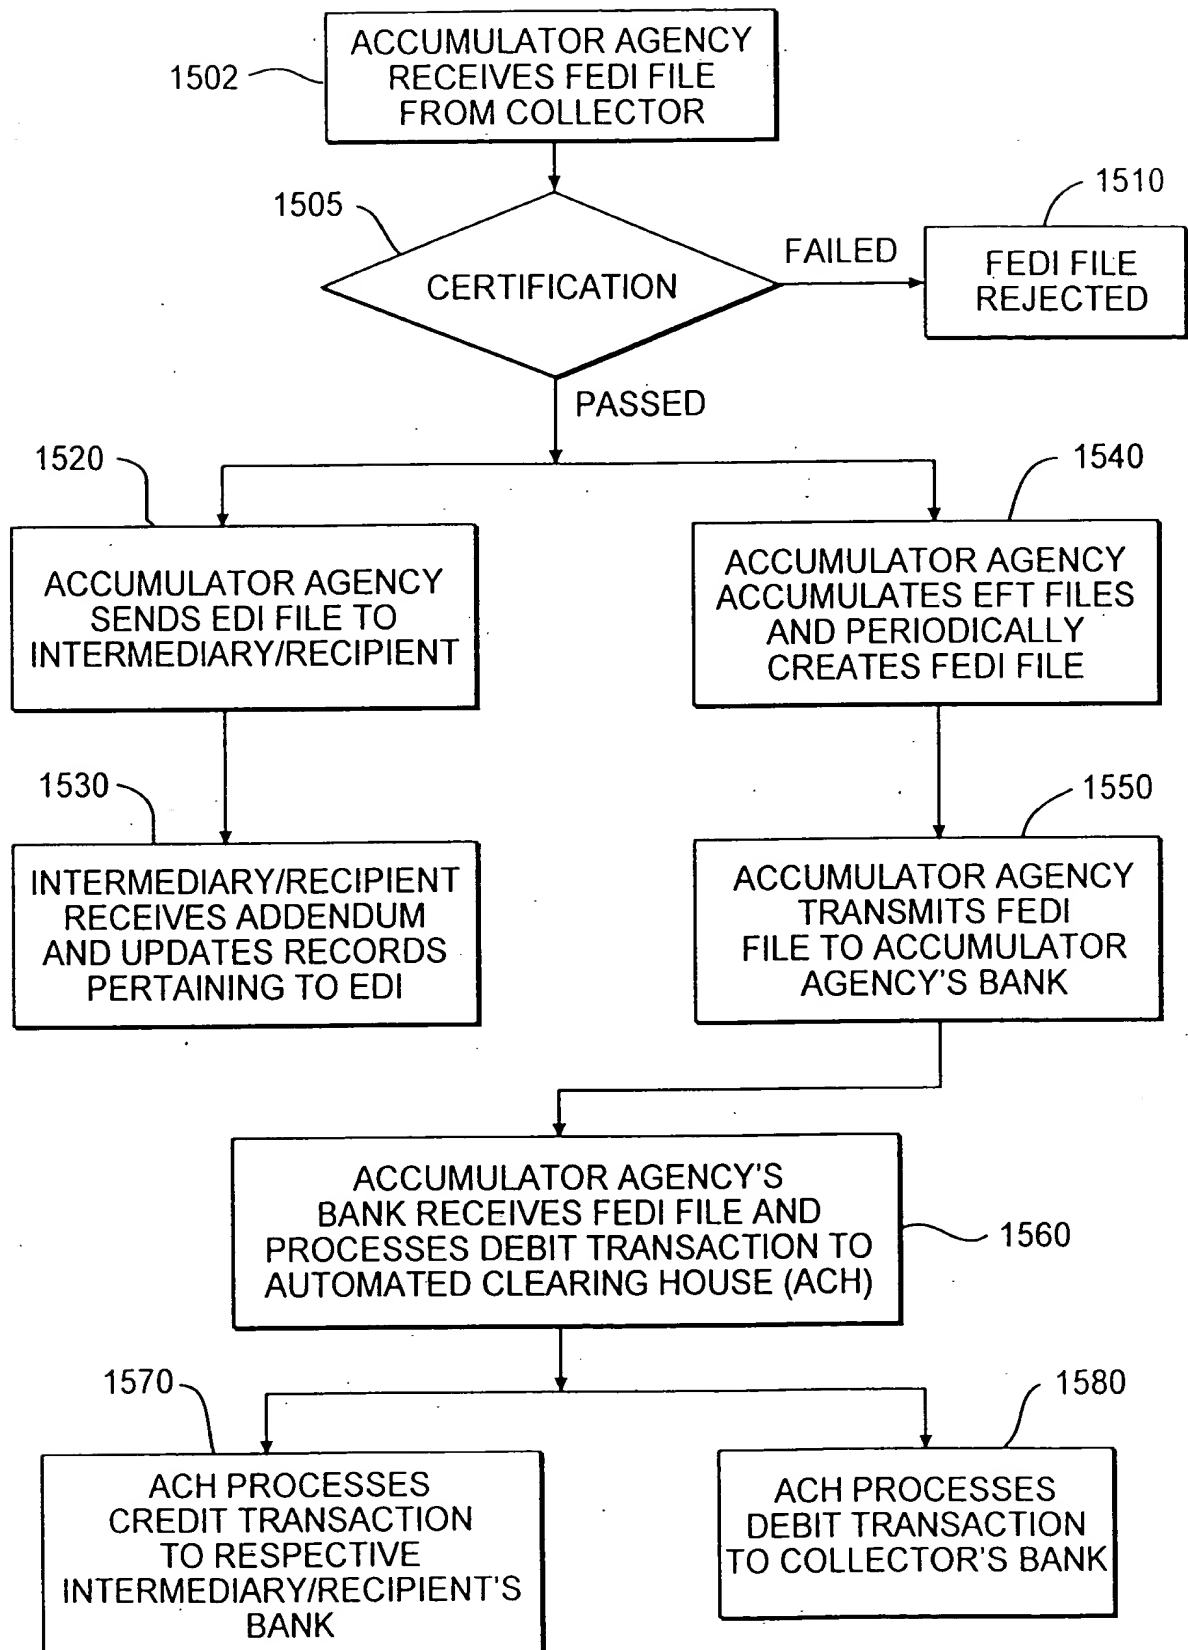 1502
ACCUMULATOR AGENCY
RECEIVES FEDI FILE
FROM COLLECTOR
1505
CERTIFICATION
FAILED
1510
FEDI FILE
REJECTED
PASSED
1520
ACCUMULATOR AGENCY
SENDS EDI FILE TO
INTERMEDIARY/RECIPIENT
1540
ACCUMULATOR AGENCY
ACCUMULATES EFT FILES
AND PERIODICALLY
CREATES FEDI FILE
1530
INTERMEDIARY/RECIPIENT
RECEIVES ADDENDUM
AND UPDATES RECORDS
PERTAINING TO EDI
1550
ACCUMULATOR AGENCY
TRANSMITS FEDI
FILE TO ACCUMULATOR
AGENCY'S BANK
ACCUMULATOR AGENCY'S
BANK RECEIVES FEDI FILE AND
PROCESSES DEBIT TRANSACTION TO
AUTOMATED CLEARING HOUSE (ACH)
1560
1570
ACH PROCESSES
CREDIT TRANSACTION
TO RESPECTIVE
INTERMEDIARY/RECIPIENT'S
BANK
1580
ACH PROCESSES
DEBIT TRANSACTION
TO COLLECTOR'S BANK